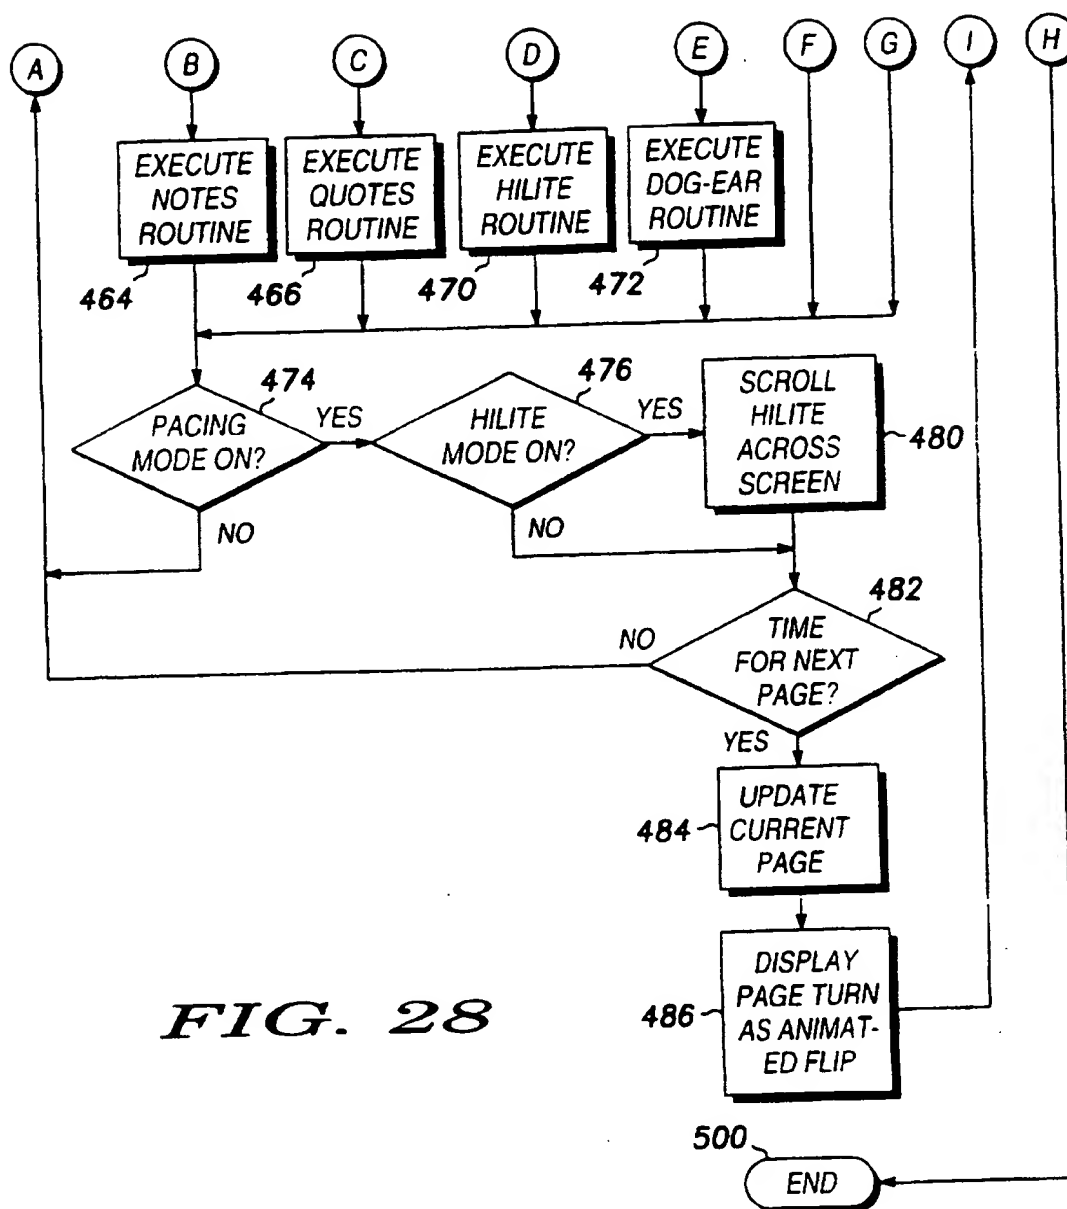 A
B
C
D
E
F
G
I
H
EXECUTE
NOTES
ROUTINE
464
EXECUTE
QUOTES
ROUTINE
466
EXECUTE
HILITE
ROUTINE
470
EXECUTE
DOG-EAR
ROUTINE
472
PACING
MODE ON?
474
YES
NO
HILITE
MODE ON?
476
YES
NO
SCROLL
HILITE
ACROSS
SCREEN
480
TIME
FOR NEXT
PAGE?
482
NO
YES
UPDATE
CURRENT
PAGE
484
DISPLAY
PAGE TURN
AS ANIMAT-
ED FLIP
486
FIG. 28
500
END